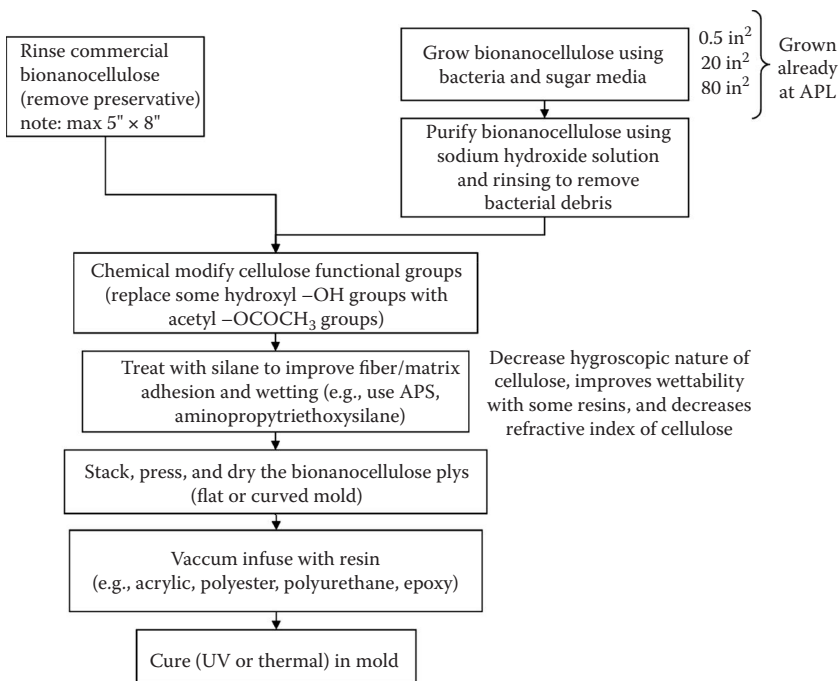 Rinse commercial
bionanocellulose
(remove preservative)
note: max 5" × 8"
Grow bionanocellulose using
bacteria and sugar media
0.5 in²
20 in²
80 in²
Grown
already
at APL
Purify bionanocellulose using
sodium hydroxide solution
and rinsing to remove
bacterial debris
Chemical modify cellulose functional groups
(replace some hydroxyl –OH groups with
acetyl –OCOCH₃ groups)
Treat with silane to improve fiber/matrix
adhesion and wetting (e.g., use APS,
aminopropytriethoxysilane)
Decrease hygroscopic nature of
cellulose, improves wettability
with some resins, and decreases
refractive index of cellulose
Stack, press, and dry the bionanocellulose plys
(flat or curved mold)
Vaccum infuse with resin
(e.g., acrylic, polyester, polyurethane, epoxy)
Cure (UV or thermal) in mold